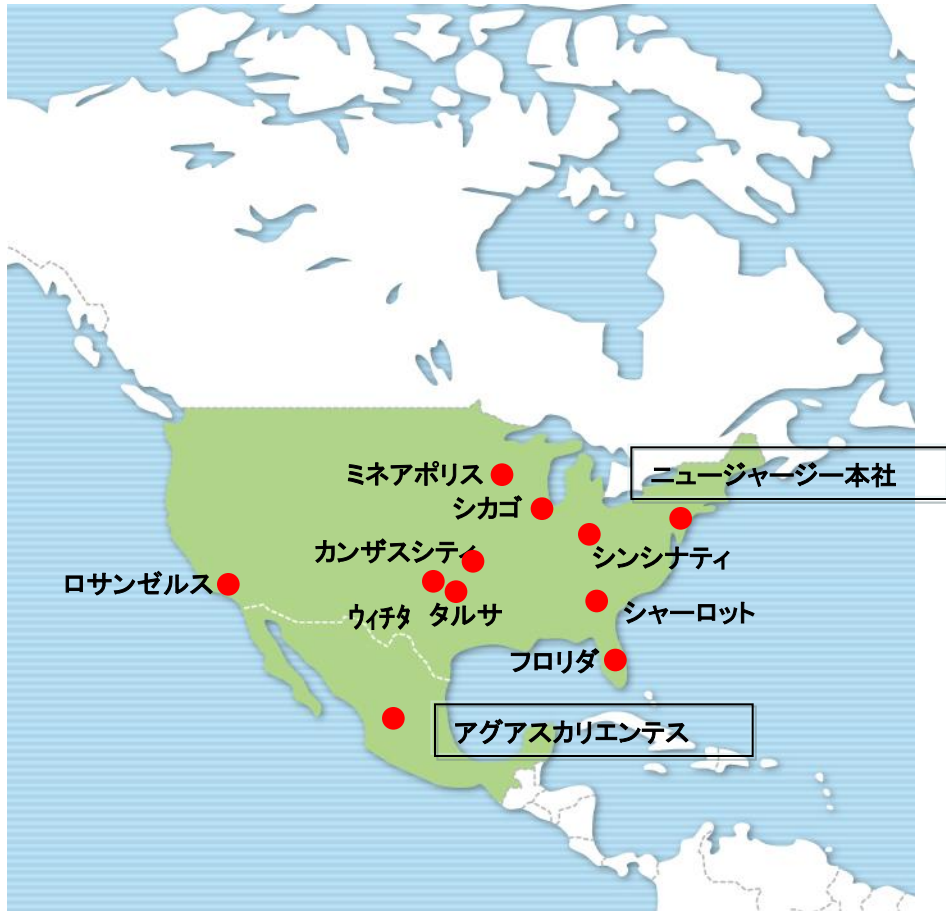 ミネアポリス
ニュージャージー本社
シカゴ
カンザスシティ
シンシナティ
ロサンゼルス
ウィチタ
タルサ
シャーロット
フロリダ
アグアスカリエンテス